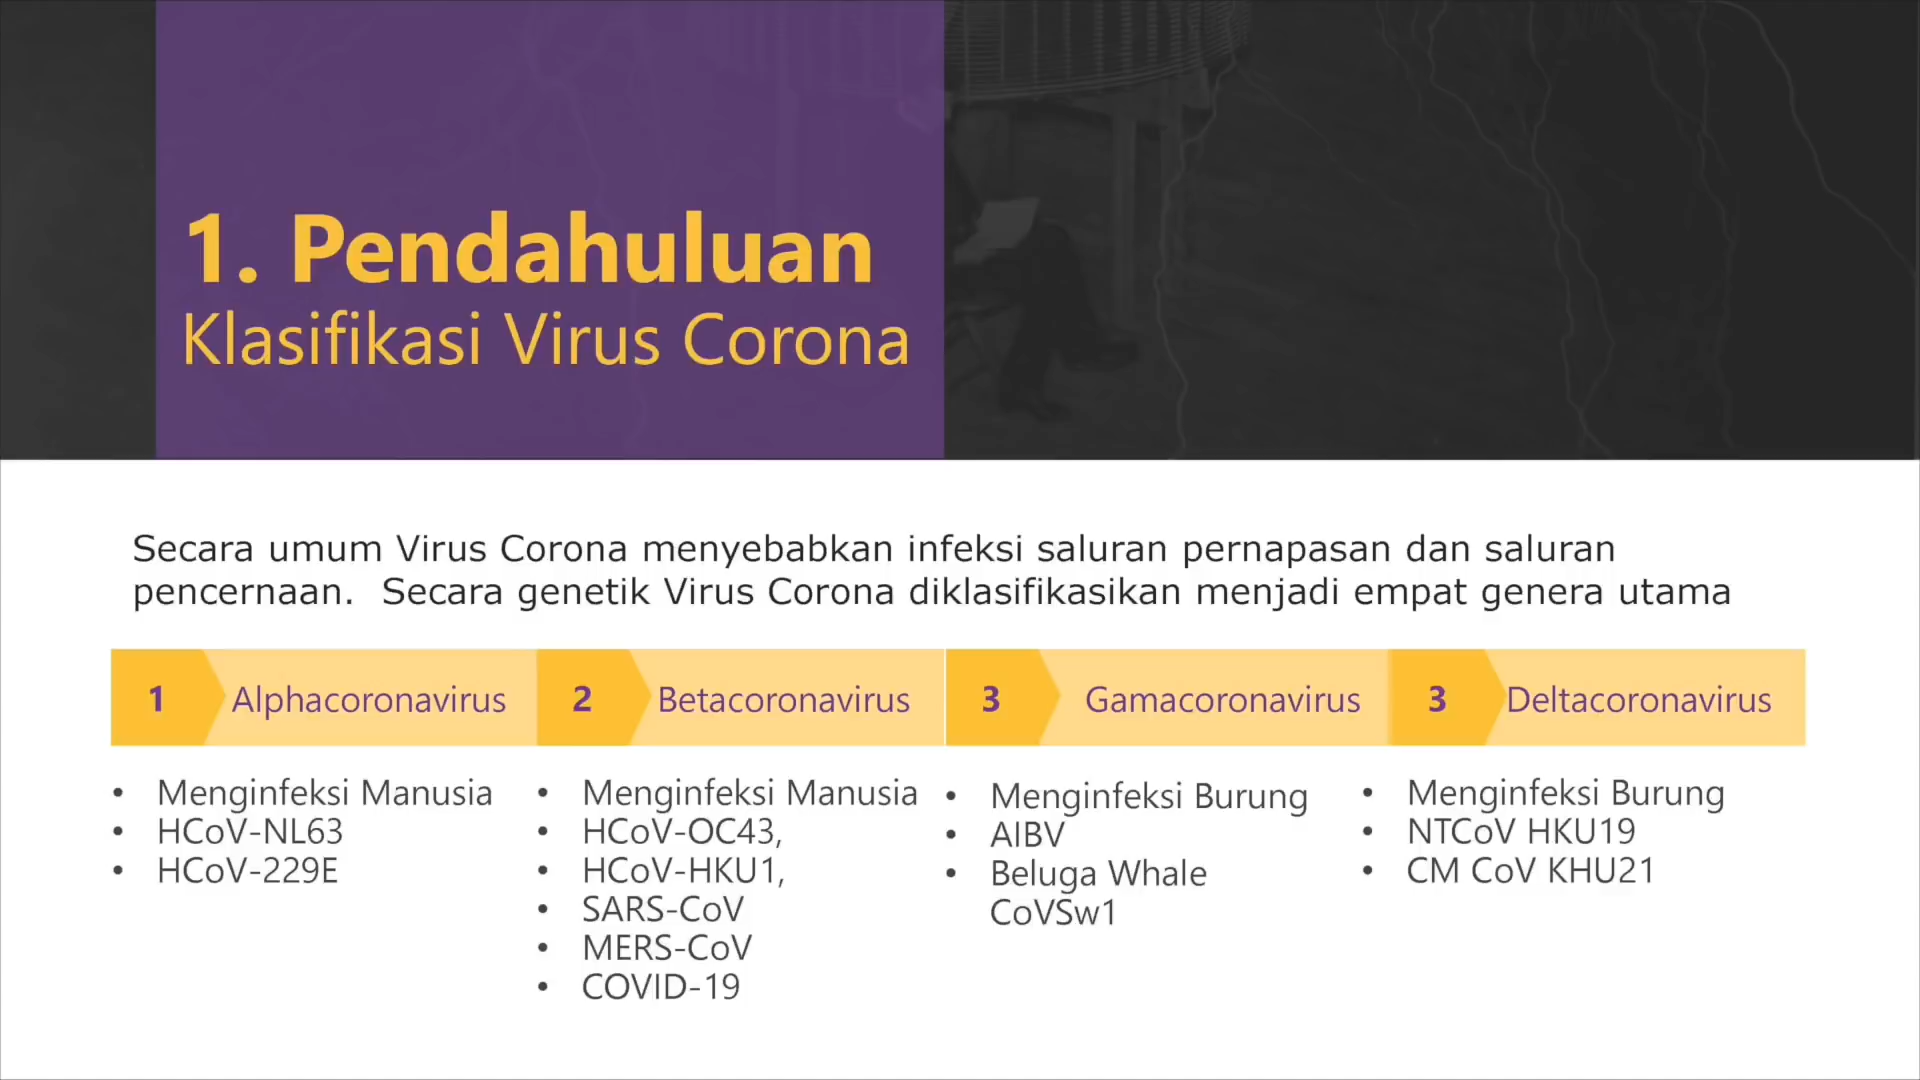 1. Pendahuluan
Klasifikasi Virus Corona
Secara umum Virus Corona menyebabkan infeksi saluran pernapasan dan saluran
pencernaan.  Secara genetik Virus Corona diklasifikasikan menjadi empat genera utama
1 Alphacoronavirus
• Menginfeksi Manusia
• HCoV-NL63
• HCoV-229E
2 Betacoronavirus
• Menginfeksi Manusia
• HCoV-OC43,
• HCoV-HKU1,
• SARS-CoV
• MERS-CoV
• COVID-19
3 Gamacoronavirus
• Menginfeksi Burung
• AIBV
• Beluga Whale
CoVSw1
3 Deltacoronavirus
• Menginfeksi Burung
• NTCoV HKU19
• CM CoV KHU21